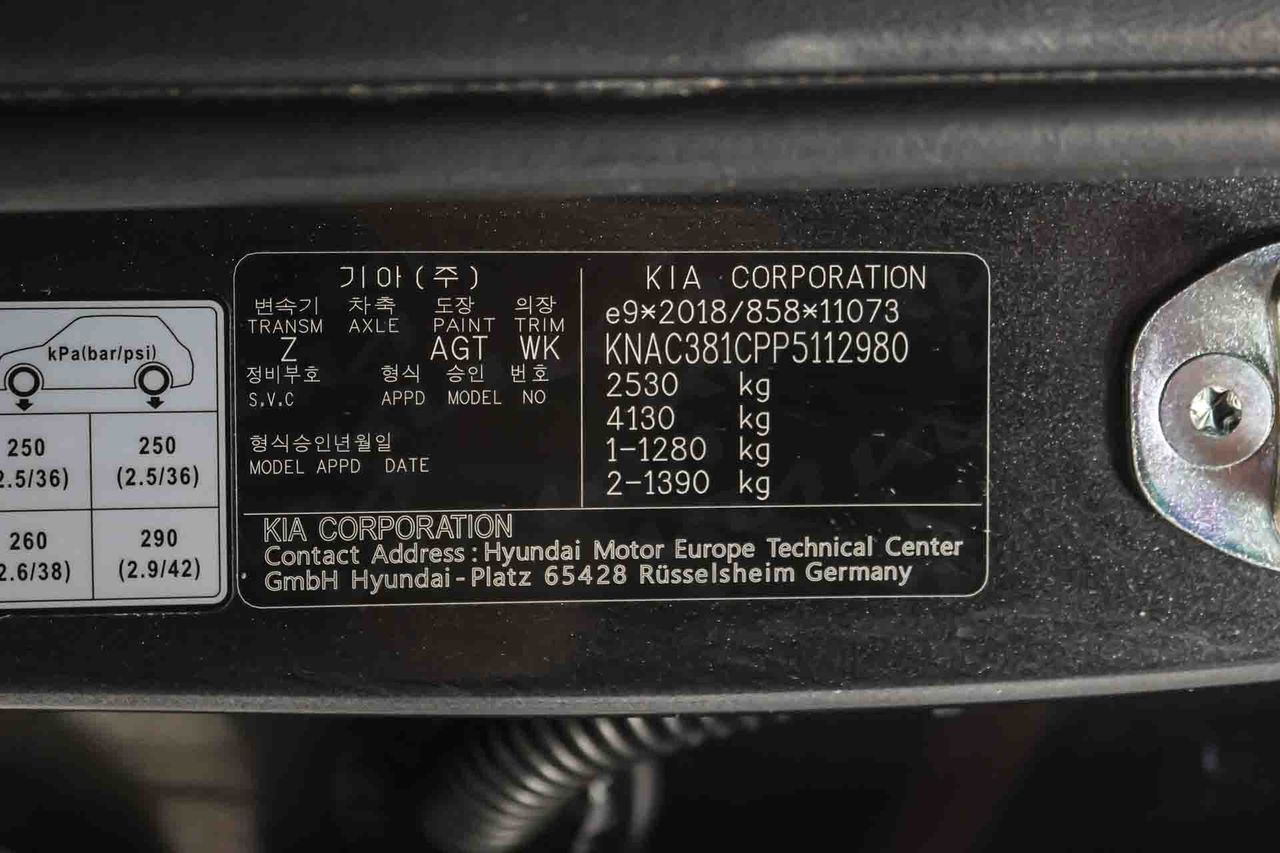 kPa(bar/psi)
250 250
2.5/36) (2.5/36)
260 290
2.6/38) (2.9/42)
기아(주)
변속기 차축 도장 의장
TRANSM AXLE PAINT TRIM
Z AGT WK
정비부호 형식 승인 번호
S.V.C APPD MODEL NO
형식승인년월일
MODEL APPD DATE
KIA CORPORATION
e9*2018/858*11073
KNAC381CPP5112980
2530 kg
4130 kg
1-1280 kg
2-1390 kg
KIA CORPORATION
Contact Address : Hyundai Motor Europe Technical Center
GmbH Hyundai-Platz 65428 Rüsselsheim Germany